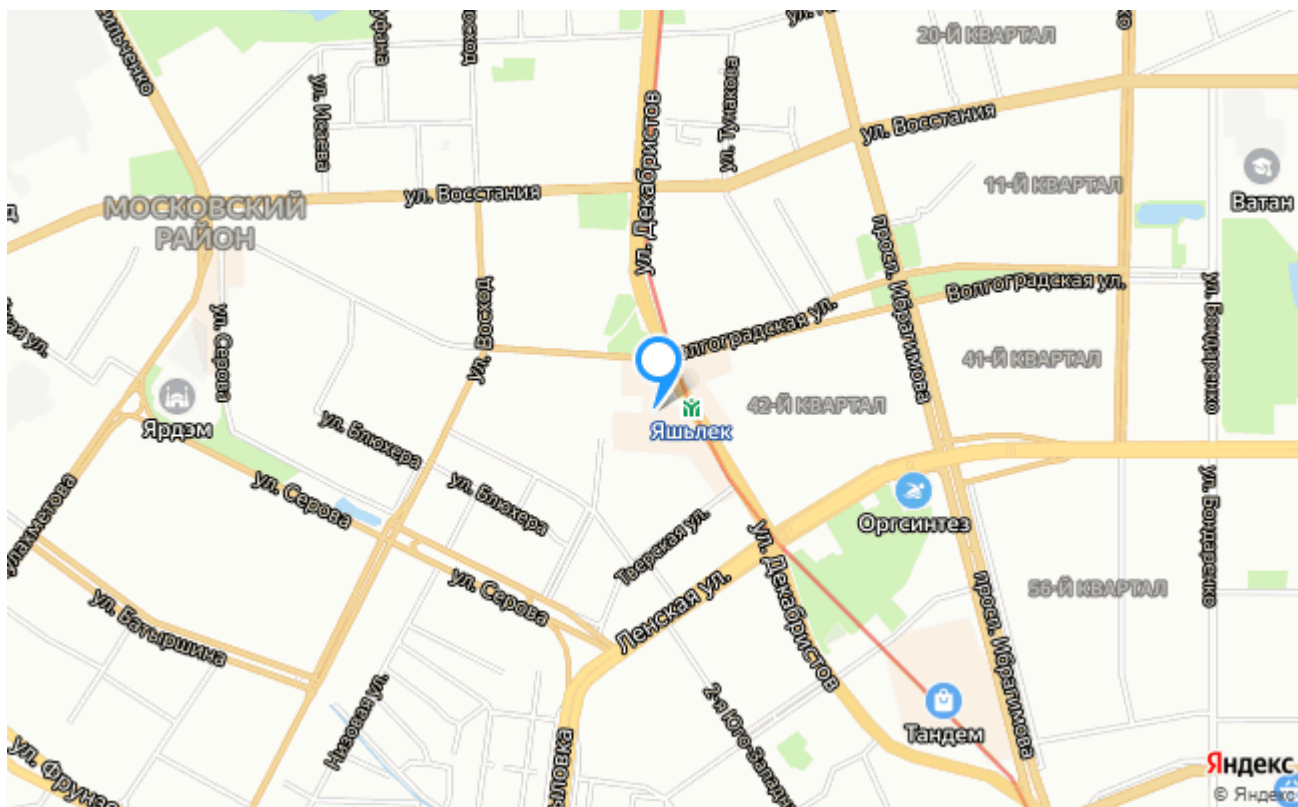 20-Й КВАРТАЛ
ул. Исаева
ул. Декабристов
ул. Тунакова
ул. Восстания
ул. Восстания
11-Й КВАРТАЛ
Ватан
МОСКОВСКИЙ
РАЙОН
ул. Декабристов
просп. Ибрагимова
Волгоградская ул.
ул. Бондаренко
ул. Серова
ул. Восход
41-Й КВАРТАЛ
42-Й КВАРТАЛ
Яшьлек
Ярдэм
ул. Блюхера
ул. Блюхера
ул. Серова
Оргсинтез
ул. Бондаренко
Тверская ул.
ул. Серова
Ленская ул.
ул. Декабристов
56-Й КВАРТАЛ
просп. Ибрагимова
ул. Батыршина
Низовая ул.
Тандем
Яндекс
© Яндекс